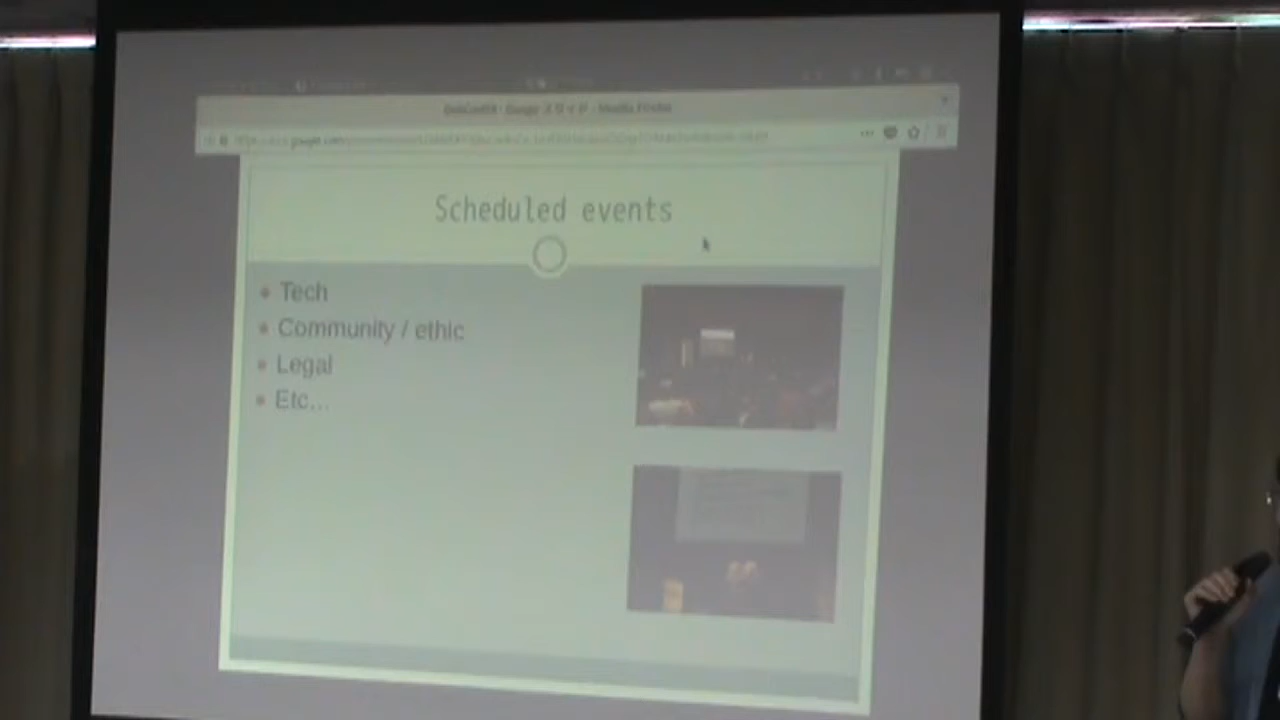 Scheduled events
Tech
Community / ethic
Legal
Etc...